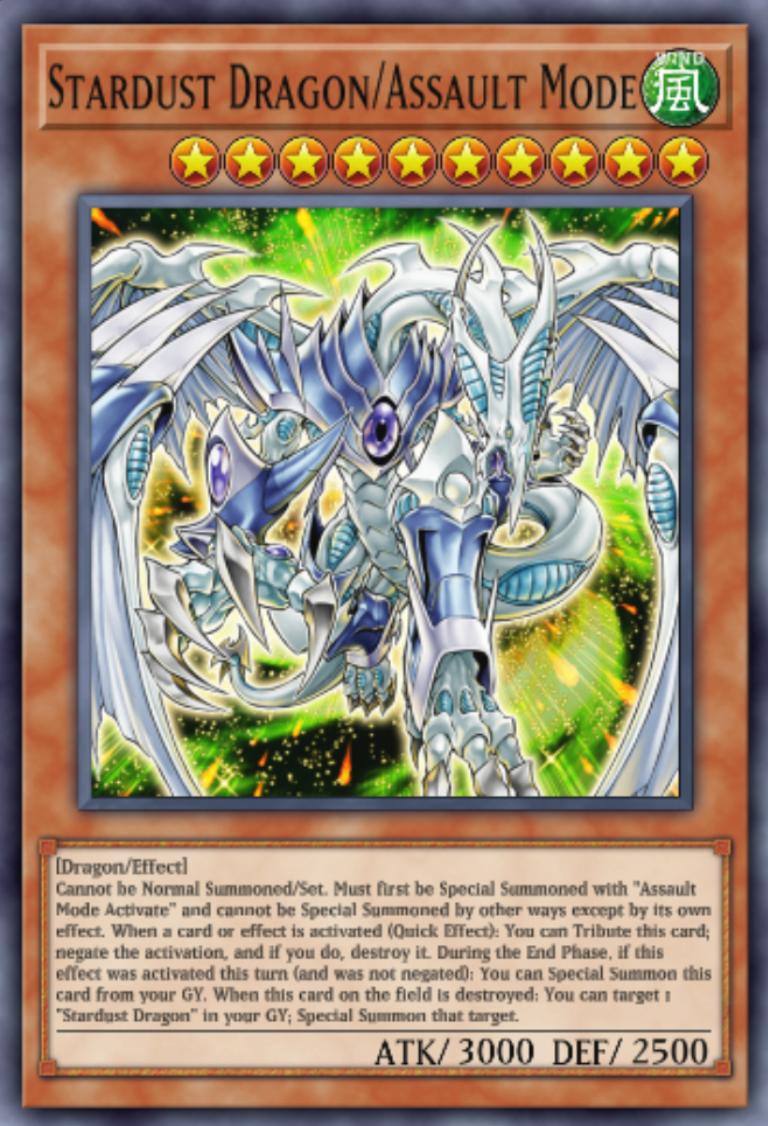 STARDUST DRAGON/ASSAULT MODE
WIND
風
[Dragon/Effect]
Cannot be Normal Summoned/Set. Must first be Special Summoned with "Assault
Mode Activate" and cannot be Special Summoned by other ways except by its own
effect. When a card or effect is activated (Quick Effect): You can Tribute this card;
negate the activation, and if you do, destroy it. During the End Phase, if this
effect was activated this turn (and was not negated): You can Special Summon this
card from your GY. When this card on the field is destroyed: You can target 1
"Stardust Dragon" in your GY; Special Summon that target.
ATK/ 3000 DEF/ 2500